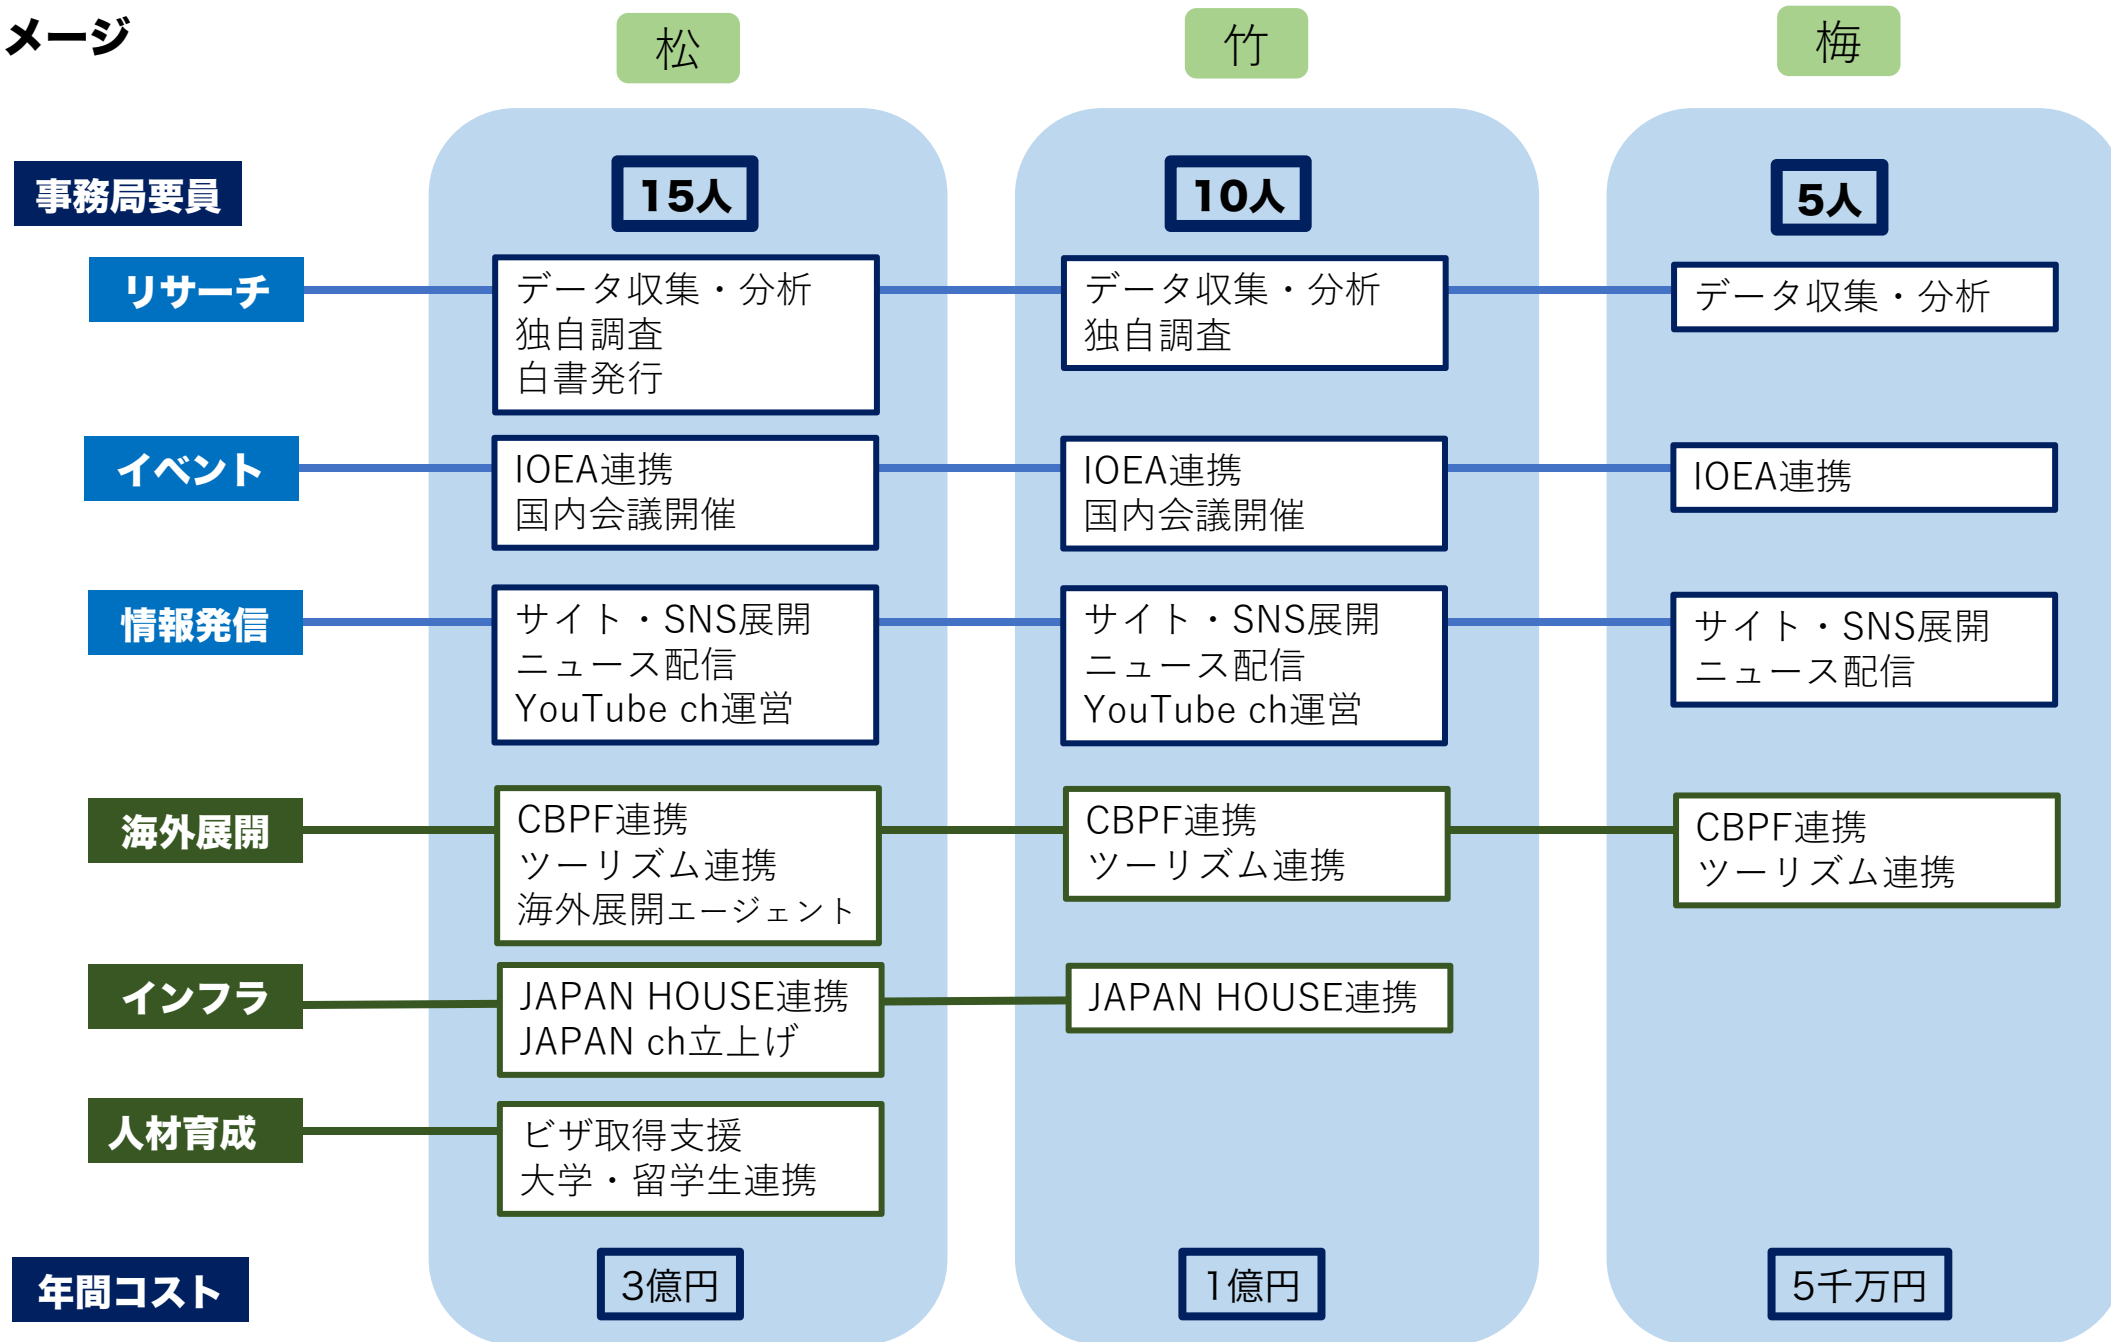 メージ
松
竹
梅
事務局要員
15人
10人
5人
リサーチ
データ収集・分析
独自調査
白書発行
データ収集・分析
独自調査
データ収集・分析
イベント
IOEA連携
国内会議開催
IOEA連携
国内会議開催
IOEA連携
情報発信
サイト・SNS展開
ニュース配信
YouTube ch運営
サイト・SNS展開
ニュース配信
YouTube ch運営
サイト・SNS展開
ニュース配信
海外展開
CBPF連携
ツーリズム連携
海外展開エージェント
CBPF連携
ツーリズム連携
CBPF連携
ツーリズム連携
インフラ
JAPAN HOUSE連携
JAPAN ch立上げ
JAPAN HOUSE連携
人材育成
ビザ取得支援
大学・留学生連携
年間コスト
3億円
1億円
5千万円